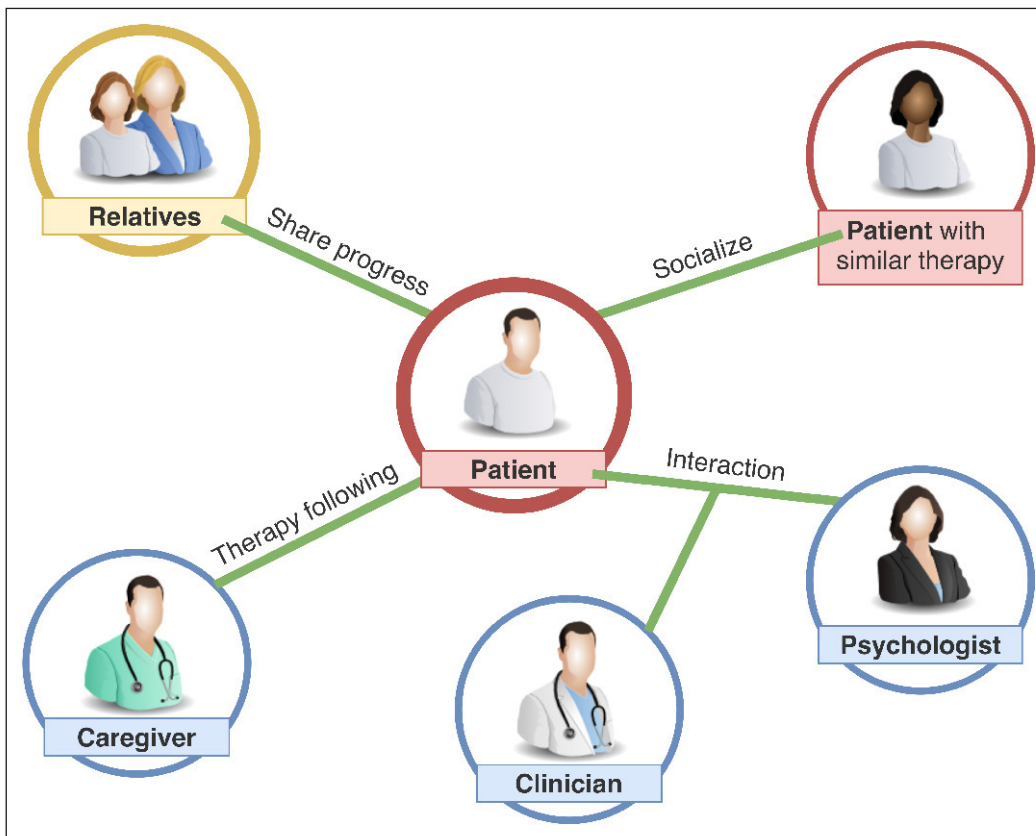 Relatives
Share progress
Socialize
Patient with
similar therapy
Patient
Interaction
Therapy following
Psychologist
Caregiver
Clinician